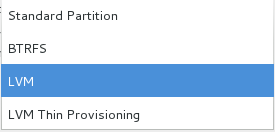 Standard Partition
BTRFS
LVM
LVM Thin Provisioning